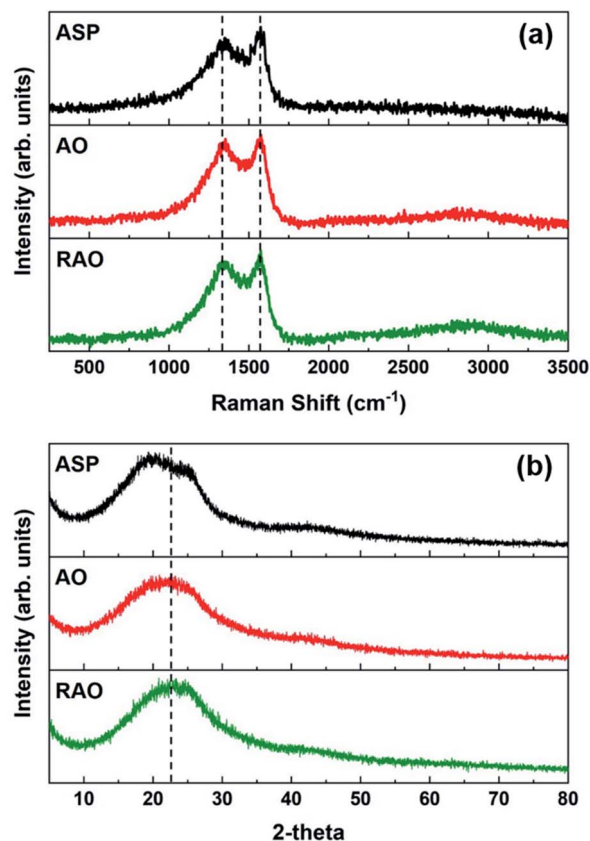 ASP
(a)
AO
RAO
Intensity (arb. units)
500 1000 1500 2000 2500 3000 3500
Raman Shift (cm⁻¹)
ASP
(b)
AO
RAO
Intensity (arb. units)
10 20 30 40 50 60 70 80
2-theta